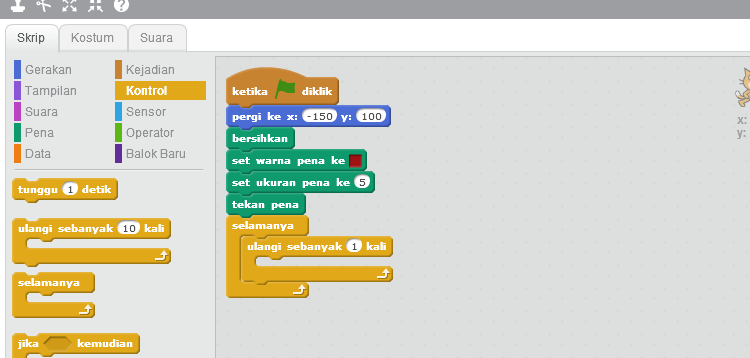 Skrip Kostum Suara
Gerakan Kejadian
Tampilan Kontrol
Suara Sensor
Pena Operator
Data Balok Baru
tunggu 1 detik
ulangi sebanyak 10 kali
selamanya
jika kemudian
ketika diklik
pergi ke x: -150 y: 100
bersihkan
set warna pena ke
set ukuran pena ke 5
tekan pena
selamanya
ulangi sebanyak 1 kali
x:
y: